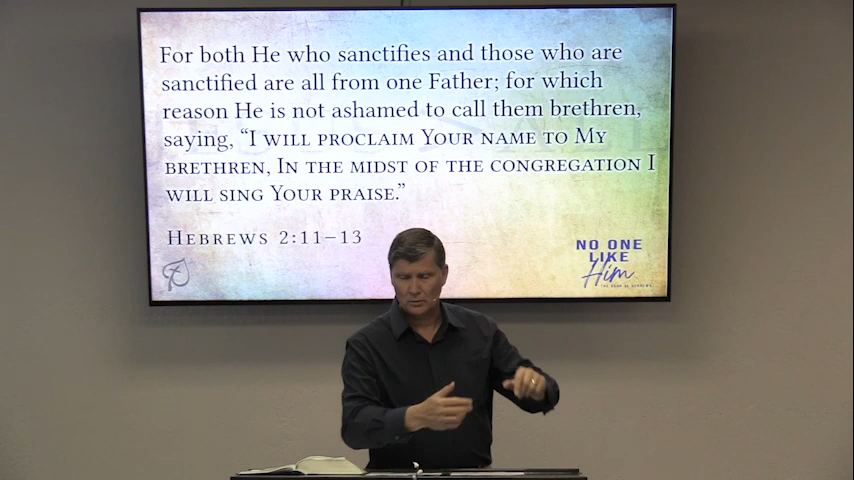 For both He who sanctifies and those who are
sanctified are all from one Father; for which
reason He is not ashamed to call them brethren,
saying, “I WILL PROCLAIM YOUR NAME TO MY
BRETHREN, IN THE MIDST OF THE CONGREGATION I
WILL SING YOUR PRAISE.”
HEBREWS 2:11–13
NO ONE
LIKE
Him